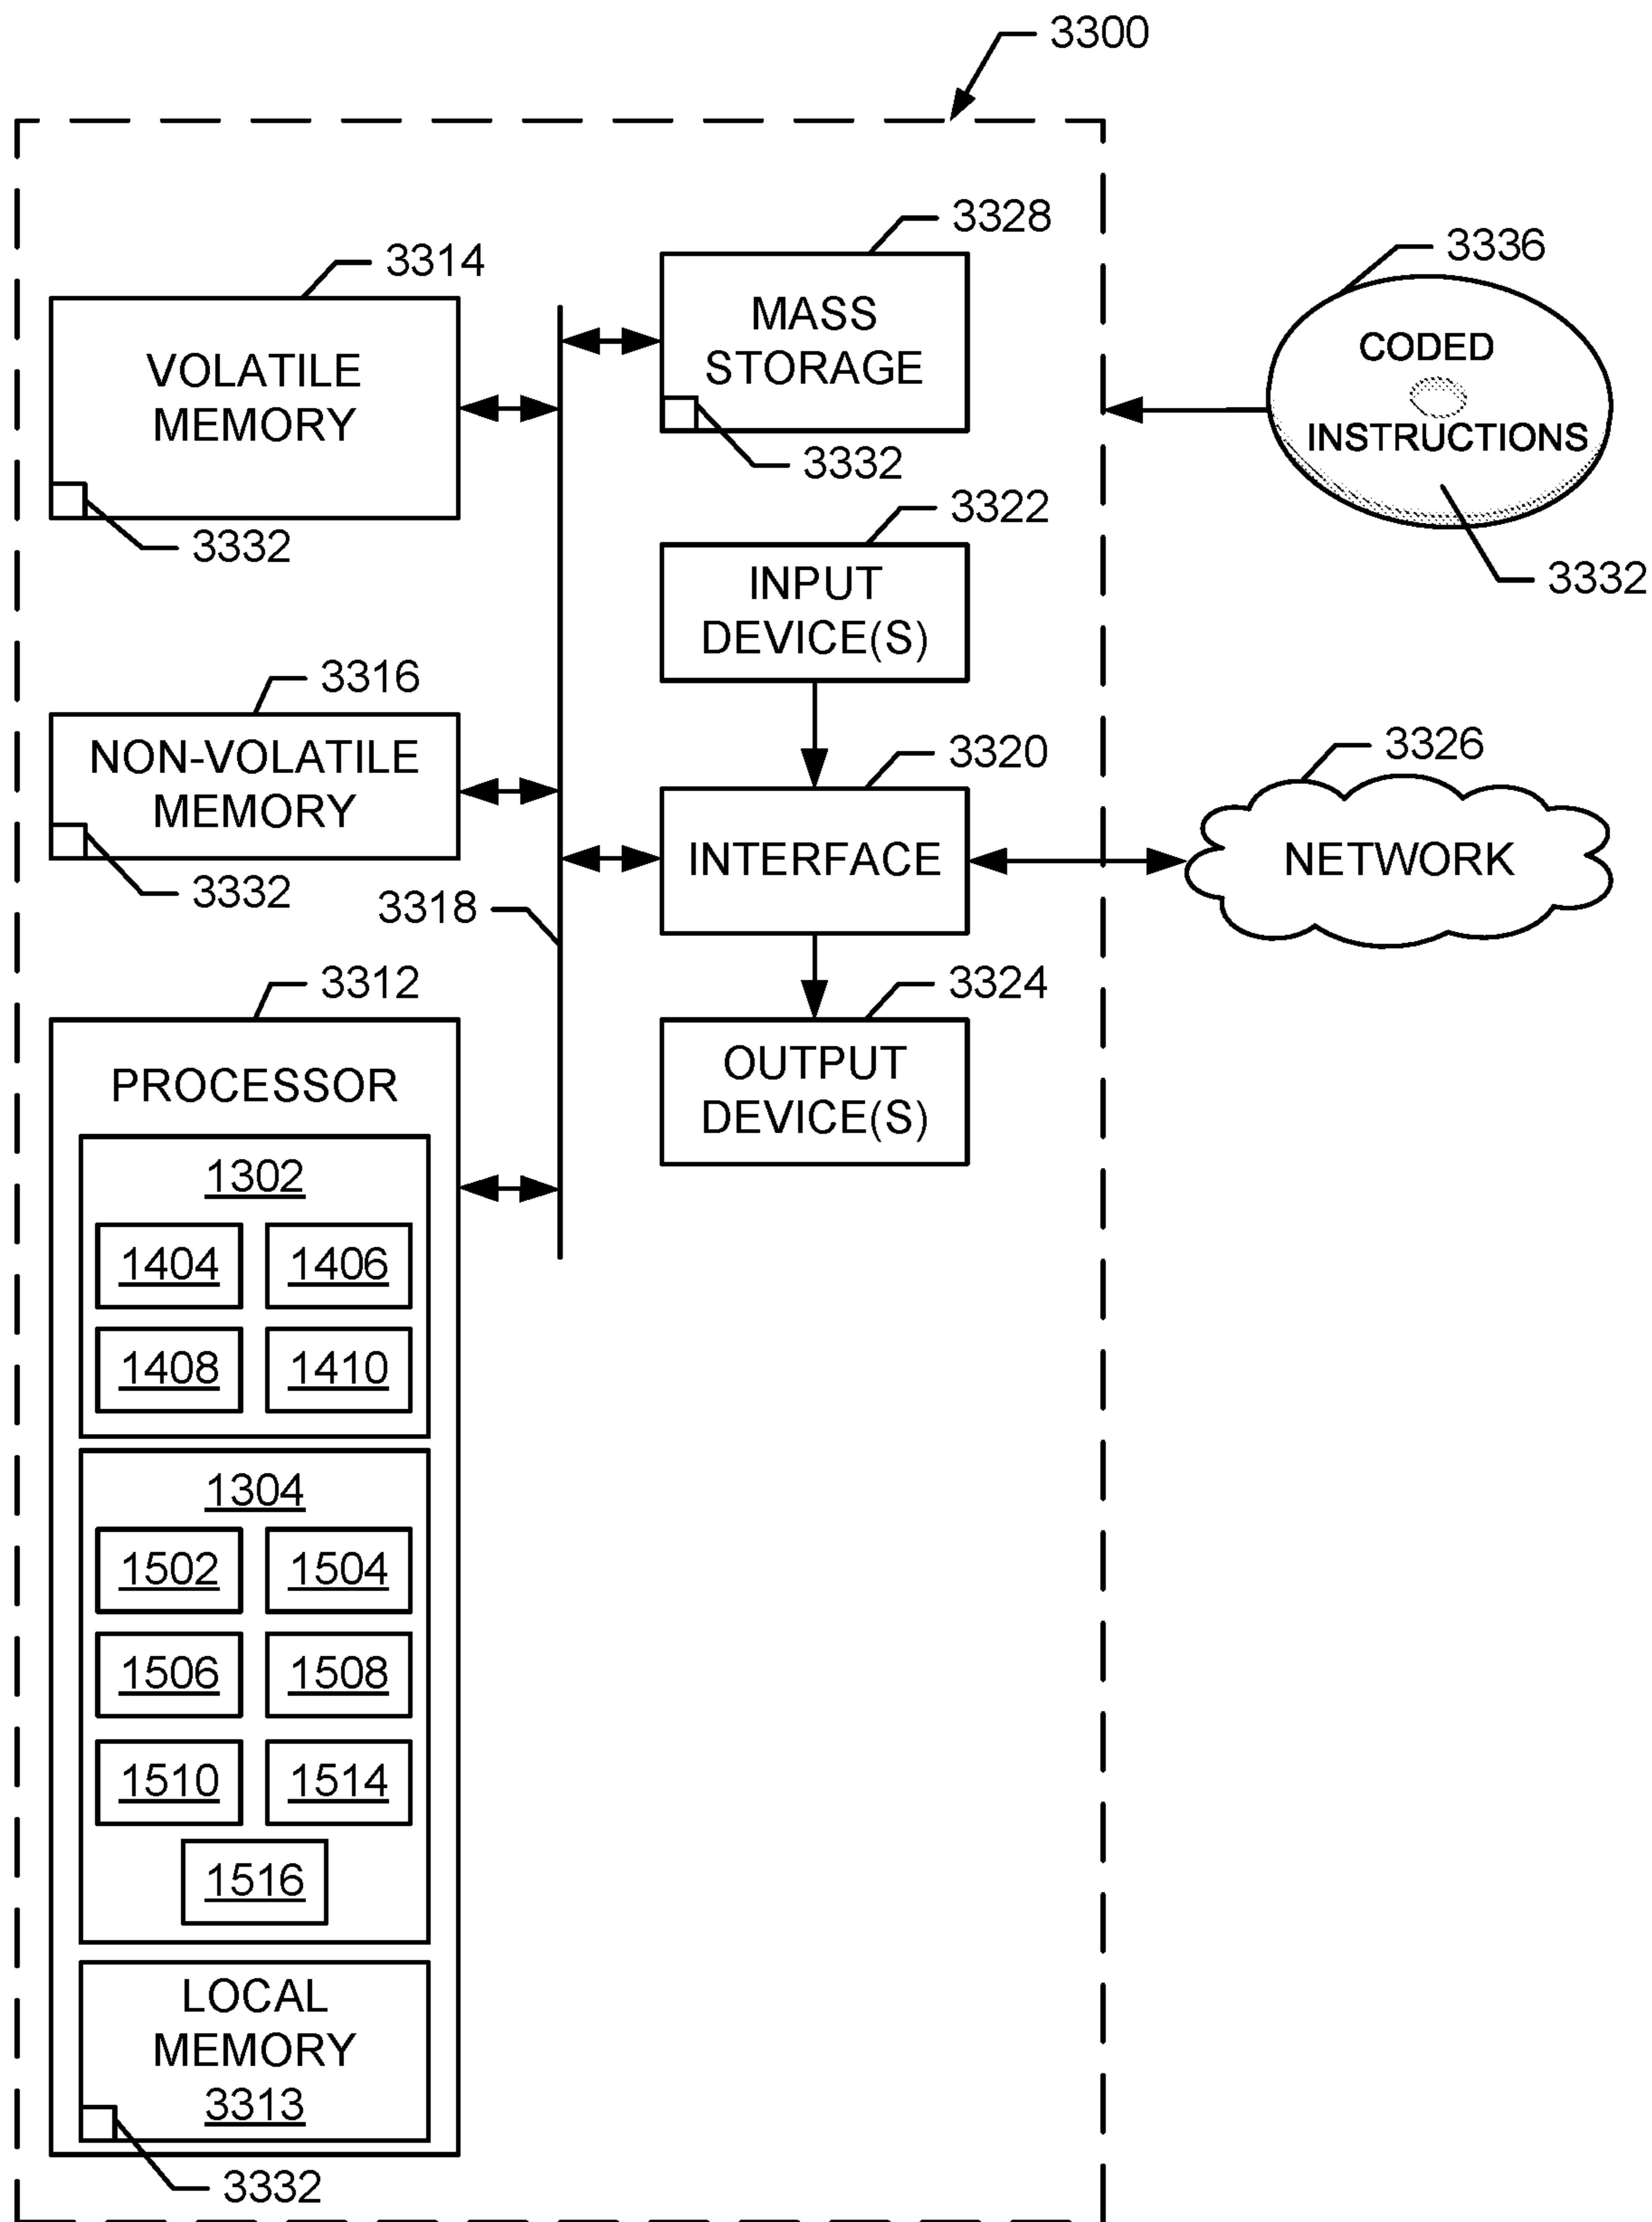 3300
3328
3314
MASS
STORAGE
3332
VOLATILE
MEMORY
3332
3336
CODED
INSTRUCTIONS
3332
3322
INPUT
DEVICE(S)
3316
NON-VOLATILE
MEMORY
3332
3320
INTERFACE
3326
NETWORK
3318
3312
3324
OUTPUT
DEVICE(S)
PROCESSOR
1302
1404 1406
1408 1410
1304
1502 1504
1506 1508
1510 1514
1516
LOCAL
MEMORY
3313
3332